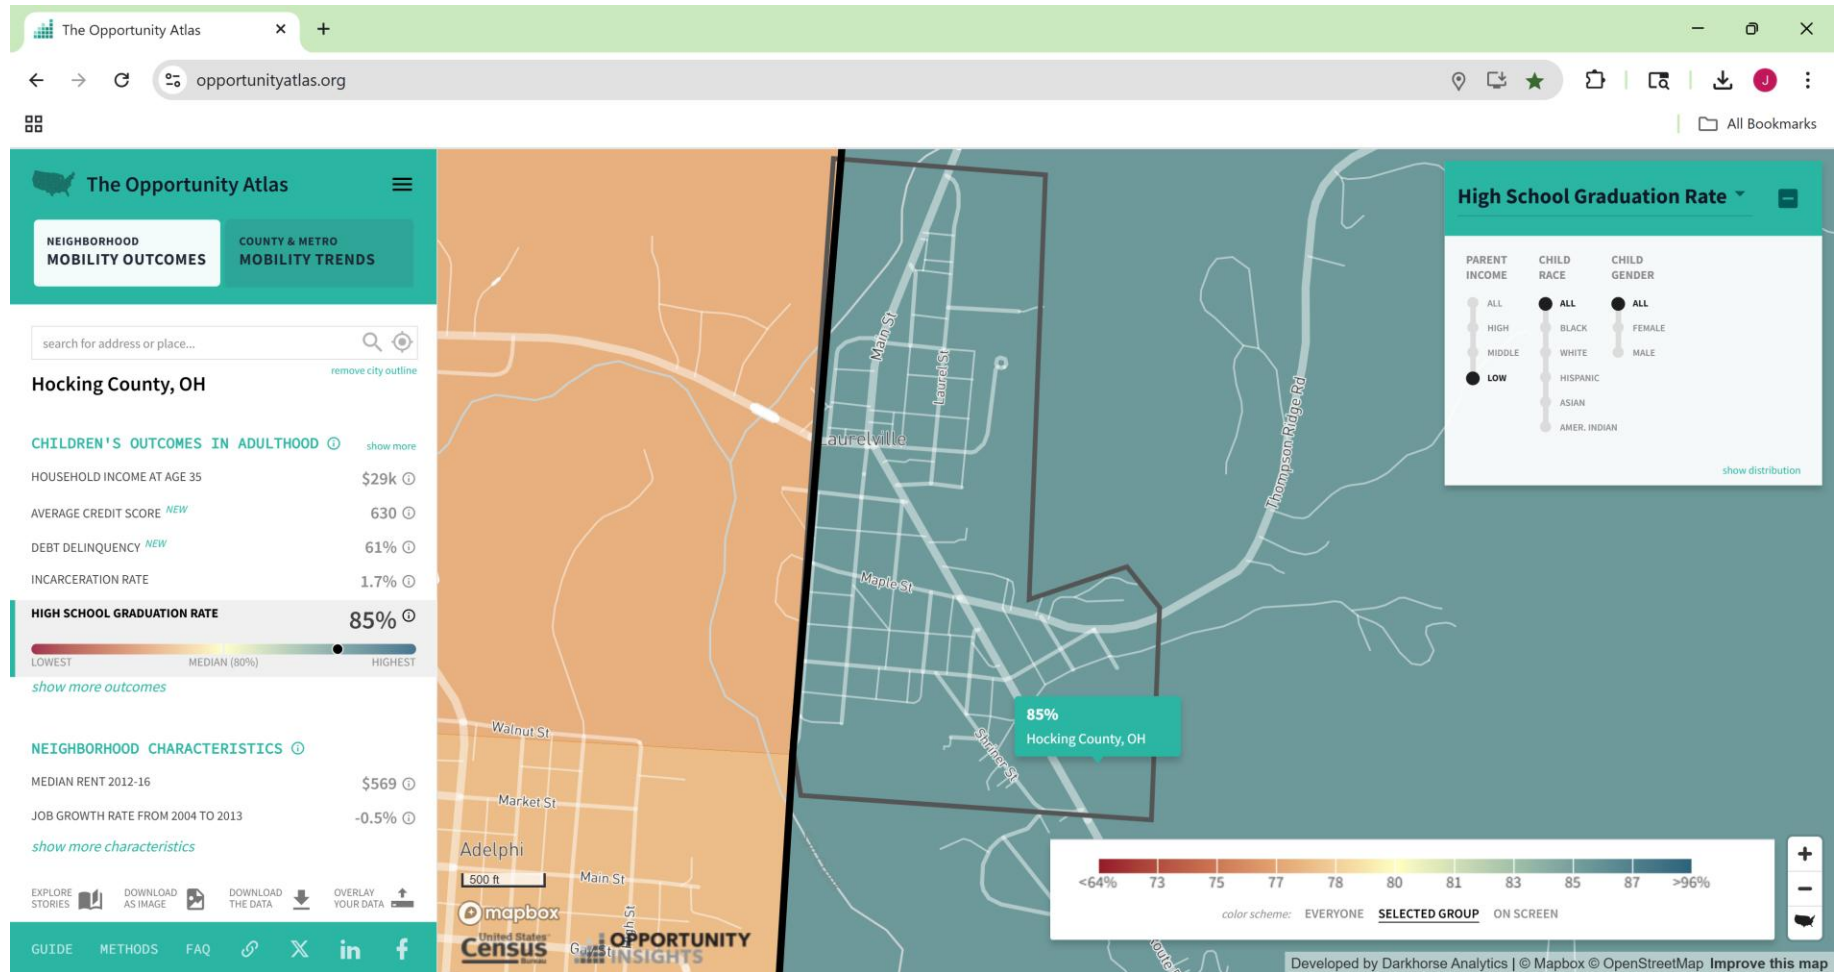 The Opportunity Atlas
opportunityatlas.org
J
All Bookmarks
The Opportunity Atlas
NEIGHBORHOOD
MOBILITY OUTCOMES
COUNTY & METRO
MOBILITY TRENDS
search for address or place...
remove city outline
Hocking County, OH
CHILDREN'S OUTCOMES IN ADULTHOOD
show more
HOUSEHOLD INCOME AT AGE 35 $29k
AVERAGE CREDIT SCORE NEW 630
DEBT DELINQUENCY NEW 61%
INCARCERATION RATE 1.7%
HIGH SCHOOL GRADUATION RATE 85%
LOWEST MEDIAN (80%) HIGHEST
show more outcomes
NEIGHBORHOOD CHARACTERISTICS
MEDIAN RENT 2012-16 $569
JOB GROWTH RATE FROM 2004 TO 2013 -0.5%
show more characteristics
EXPLORE STORIES
DOWNLOAD AS IMAGE
DOWNLOAD THE DATA
OVERLAY YOUR DATA
GUIDE METHODS FAQ X in f
Main St
Laurel St
Laurelville
Thompson Ridge Rd
Maple St
Walnut St
85%
Hocking County, OH
Spriner St
Market St
Adelphi
Main St
500 ft
High St
mapbox
United States
Census
Bureau
OPPORTUNITY
INSIGHTS
High School Graduation Rate
PARENT INCOME
ALL
HIGH
MIDDLE
LOW
CHILD RACE
ALL
BLACK
WHITE
HISPANIC
ASIAN
AMER. INDIAN
CHILD GENDER
ALL
FEMALE
MALE
show distribution
<64% 73 75 77 78 80 81 83 85 87 >96%
color scheme: EVERYONE SELECTED GROUP ON SCREEN
Developed by Darkhorse Analytics | © Mapbox © OpenStreetMap Improve this map